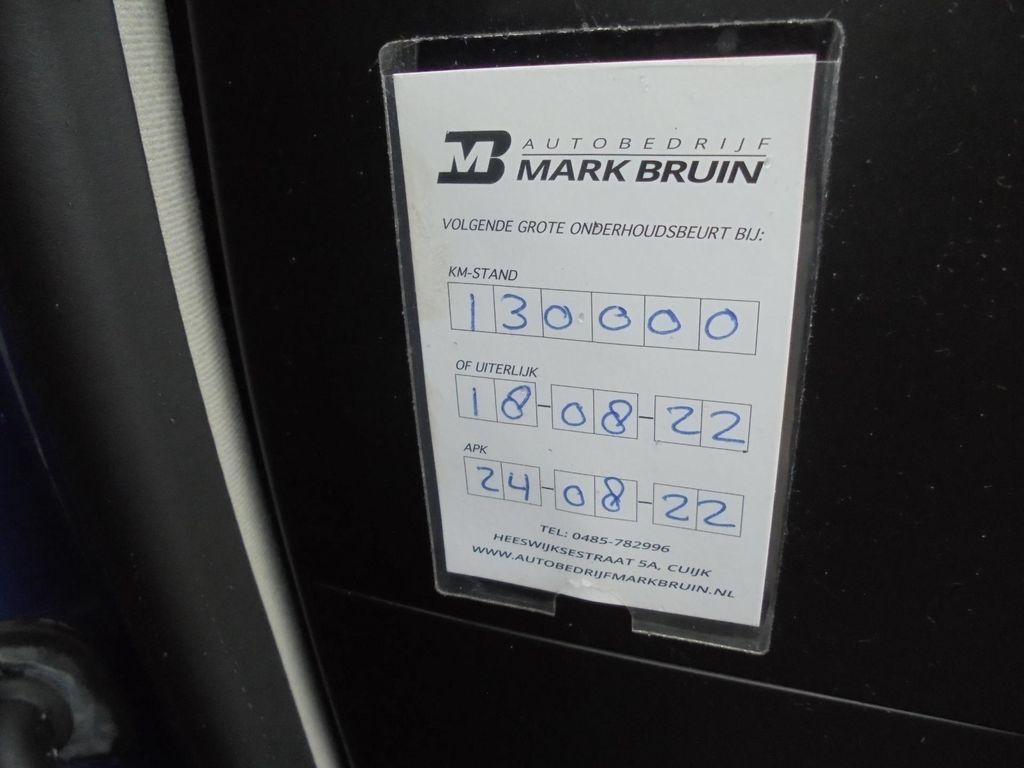 MB AUTOBEDRIJF
MARK BRUIN
VOLGENDE GROTE ONDERHOUDSBEURT BIJ:
KM-STAND
130000
OF UITERLIJK
18-08-22
APK
24-08-22
TEL: 0485-782996
HEESWIJKSESTRAAT 5A, CUIJK
WWW.AUTOBEDRIJFMARKBRUIN.NL